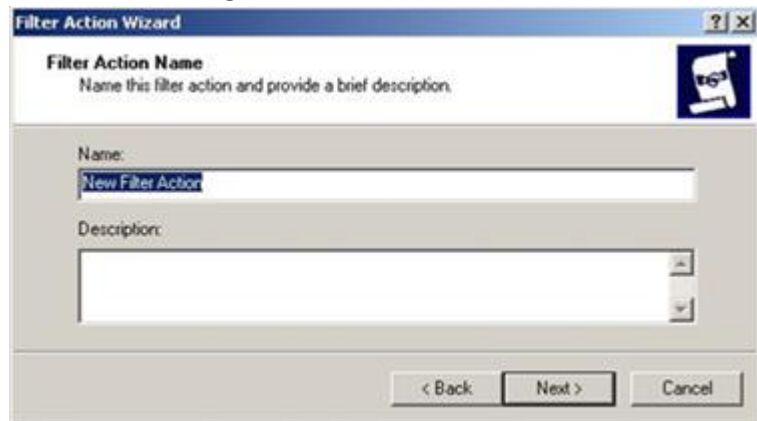 Filter Action Wizard
Filter Action Name
Name this filter action and provide a brief description.
Name:
New Filter Action
Description:
< Back
Next >
Cancel